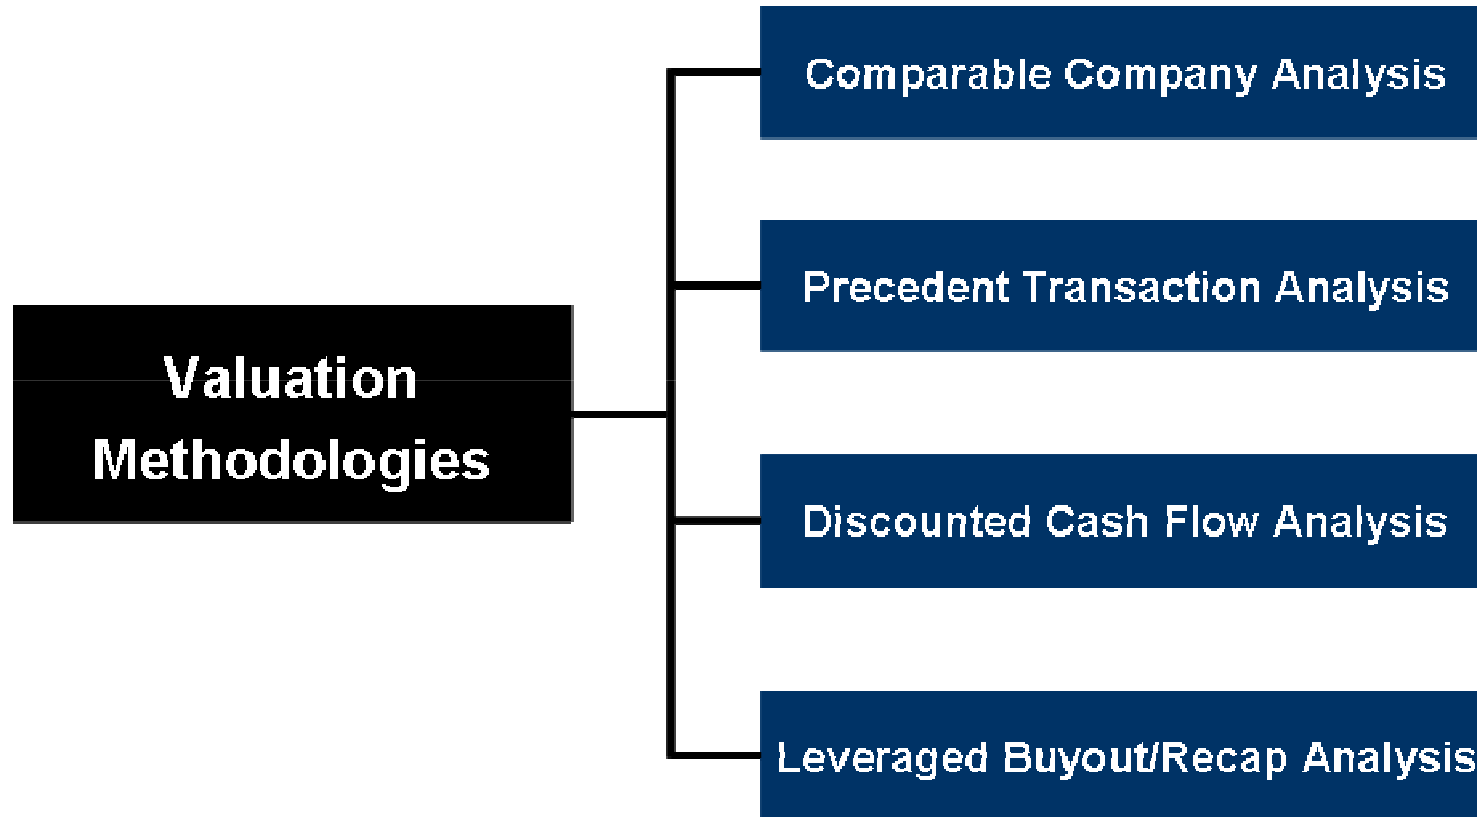 Comparable Company Analysis
Precedent Transaction Analysis
Valuation
Methodologies
Discounted Cash Flow Analysis
Leveraged Buyout/Recap Analysis